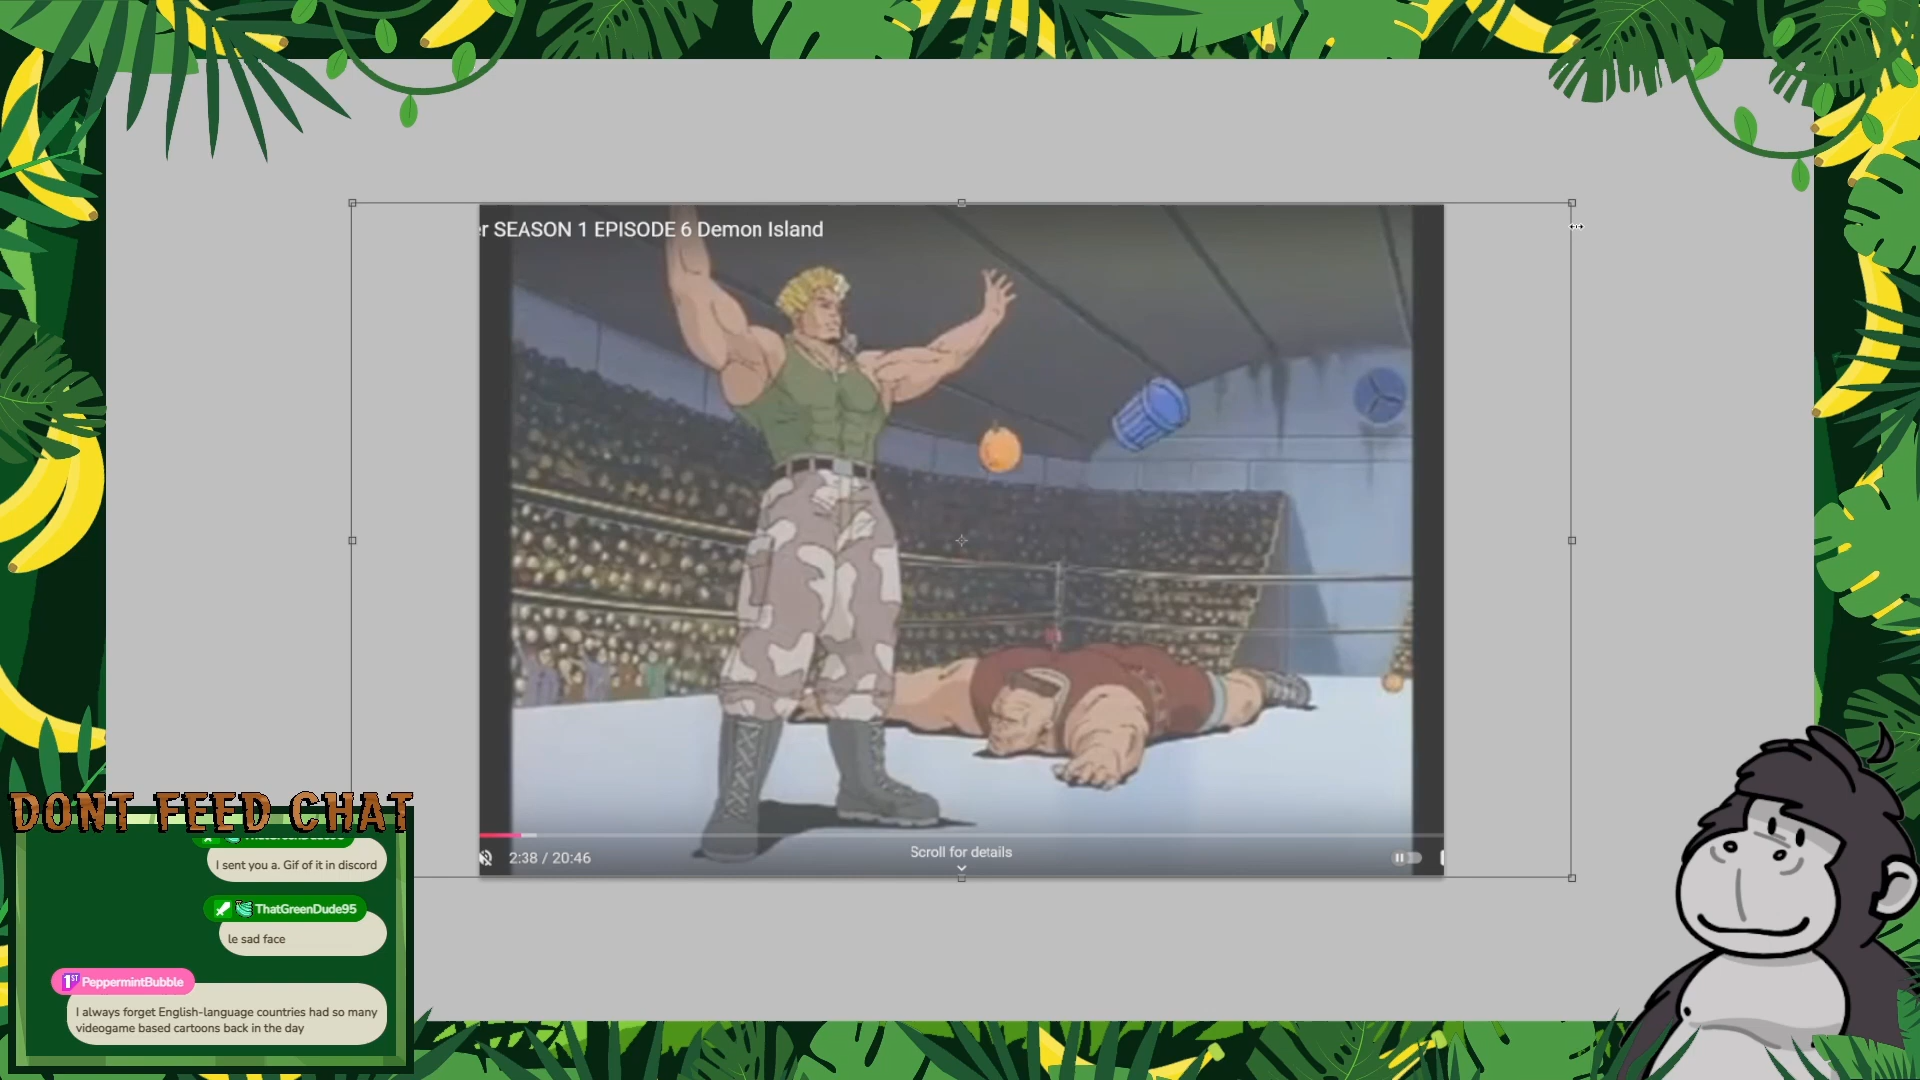 er SEASON 1 EPISODE 6 Demon Island
2:38 / 20:46
Scroll for details
DONT FEED CHAT
I sent you a. Gif of it in discord
ThatGreenDude95
le sad face
1ST PeppermintBubble
I always forget English-language countries had so many
videogame based cartoons back in the day